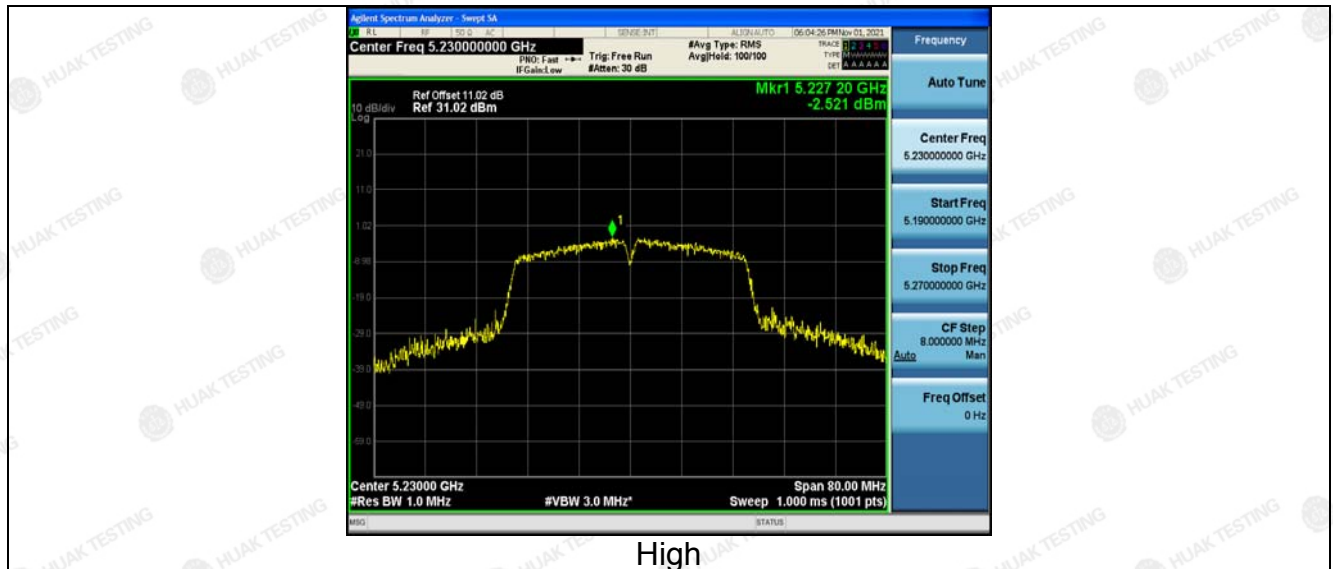 Agilent Spectrum Analyzer - Swept SA
RL RF 50 Ω AC SENSE:INT ALIGN AUTO 06:04:26 PM Nov 01, 2021
Center Freq 5.230000000 GHz
PNO: Fast
IFGain:Low
Trig: Free Run
#Atten: 30 dB
#Avg Type: RMS
Avg|Hold: 100/100
TRACE 1 2 3 4 5 6
TYPE
DET A A A A A A
Ref Offset 11.02 dB
10 dB/div Ref 31.02 dBm
Log
Mkr1 5.227 20 GHz
-2.521 dBm
21.0
11.0
1.02
-8.98
-19.0
-29.0
-39.0
-49.0
-59.0
1
Center 5.23000 GHz
#Res BW 1.0 MHz
#VBW 3.0 MHz*
Span 80.00 MHz
Sweep 1.000 ms (1001 pts)
MSG
STATUS
Frequency
Auto Tune
Center Freq
5.230000000 GHz
Start Freq
5.190000000 GHz
Stop Freq
5.270000000 GHz
CF Step
8.000000 MHz
Auto Man
Freq Offset
0 Hz
High
HUAK TESTING